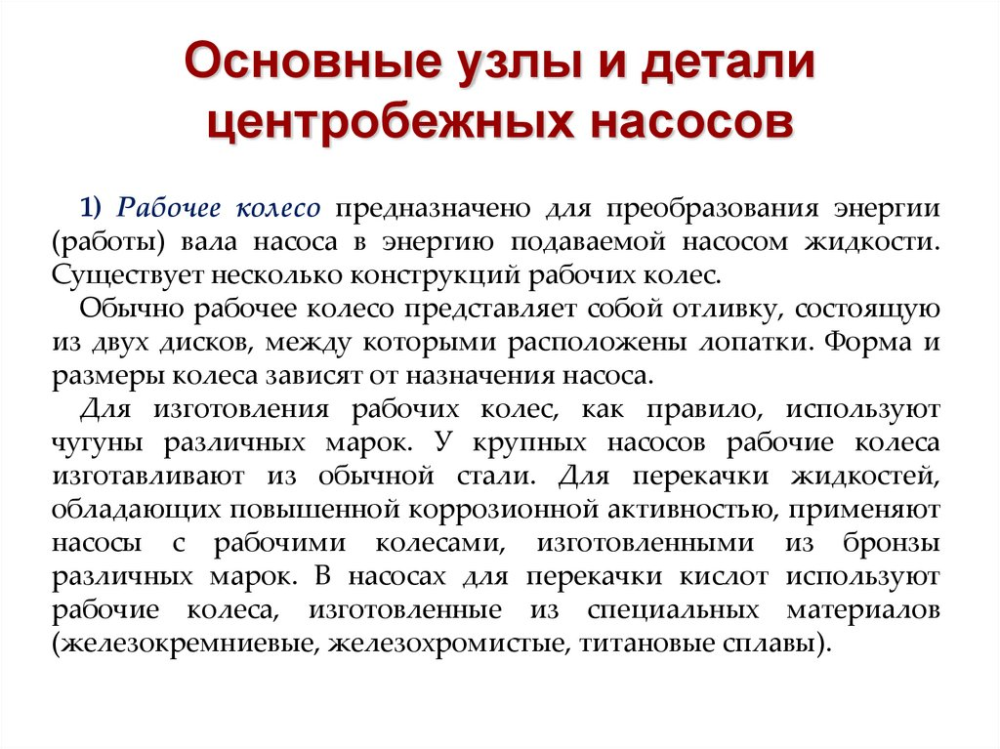 Основные узлы и детали
центробежных насосов
1) Рабочее колесо предназначено для преобразования энергии
(работы) вала насоса в энергию подаваемой насосом жидкости.
Существует несколько конструкций рабочих колес.
Обычно рабочее колесо представляет собой отливку, состоящую
из двух дисков, между которыми расположены лопатки. Форма и
размеры колеса зависят от назначения насоса.
Для изготовления рабочих колес, как правило, используют
чугуны различных марок. У крупных насосов рабочие колеса
изготавливают из обычной стали. Для перекачки жидкостей,
обладающих повышенной коррозионной активностью, применяют
насосы с рабочими колесами, изготовленными из бронзы
различных марок. В насосах для перекачки кислот используют
рабочие колеса, изготовленные из специальных материалов
(железокремниевые, железохромистые, титановые сплавы).